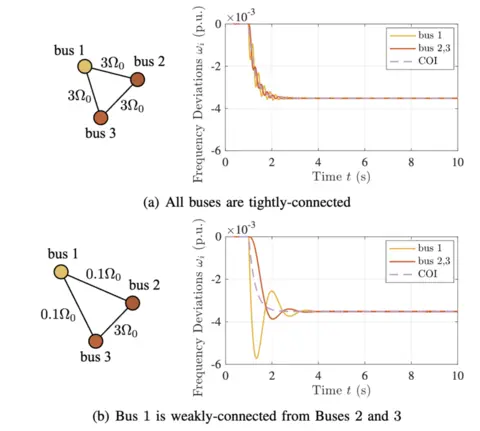 bus 1
bus 2
bus 3
3Ω₀
3Ω₀
3Ω₀
×10⁻³
Frequency Deviations ωᵢ (p.u.)
0
-2
-4
-6
0 2 4 6 8 10
Time t (s)
bus 1
bus 2,3
COI
(a) All buses are tightly-connected
bus 1
bus 2
bus 3
0.1Ω₀
0.1Ω₀
3Ω₀
×10⁻³
Frequency Deviations ωᵢ (p.u.)
0
-2
-4
-6
0 2 4 6 8 10
Time t (s)
bus 1
bus 2,3
COI
(b) Bus 1 is weakly-connected from Buses 2 and 3